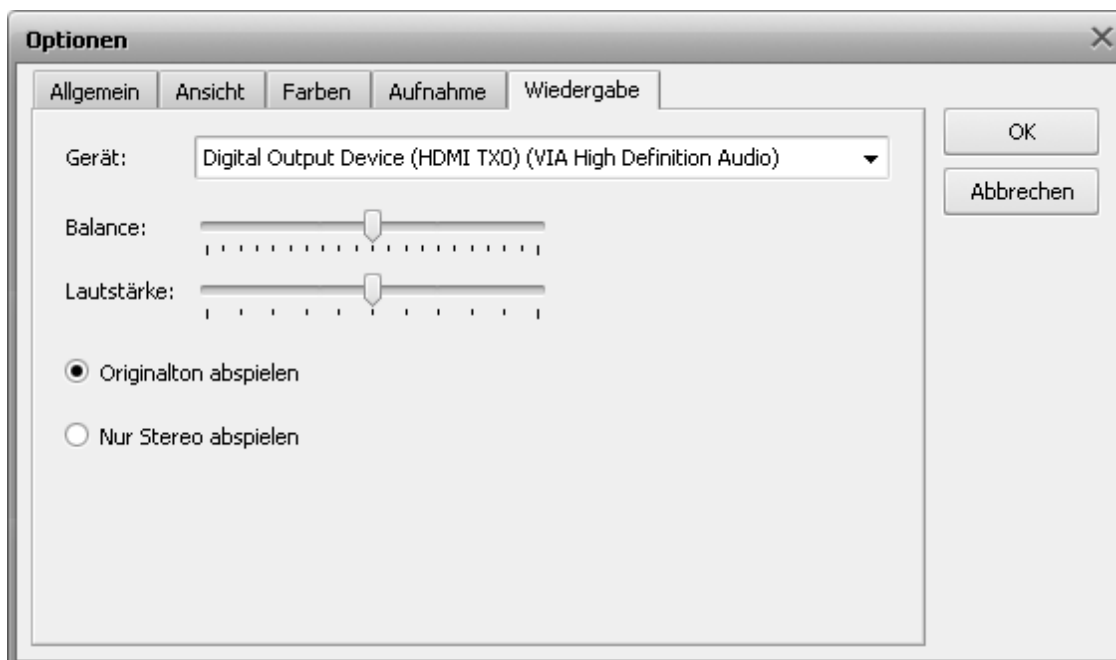 Optionen
Allgemein Ansicht Farben Aufnahme Wiedergabe
OK
Gerät: Digital Output Device (HDMI TX0) (VIA High Definition Audio)
Abbrechen
Balance:
Lautstärke:
Originalton abspielen
Nur Stereo abspielen